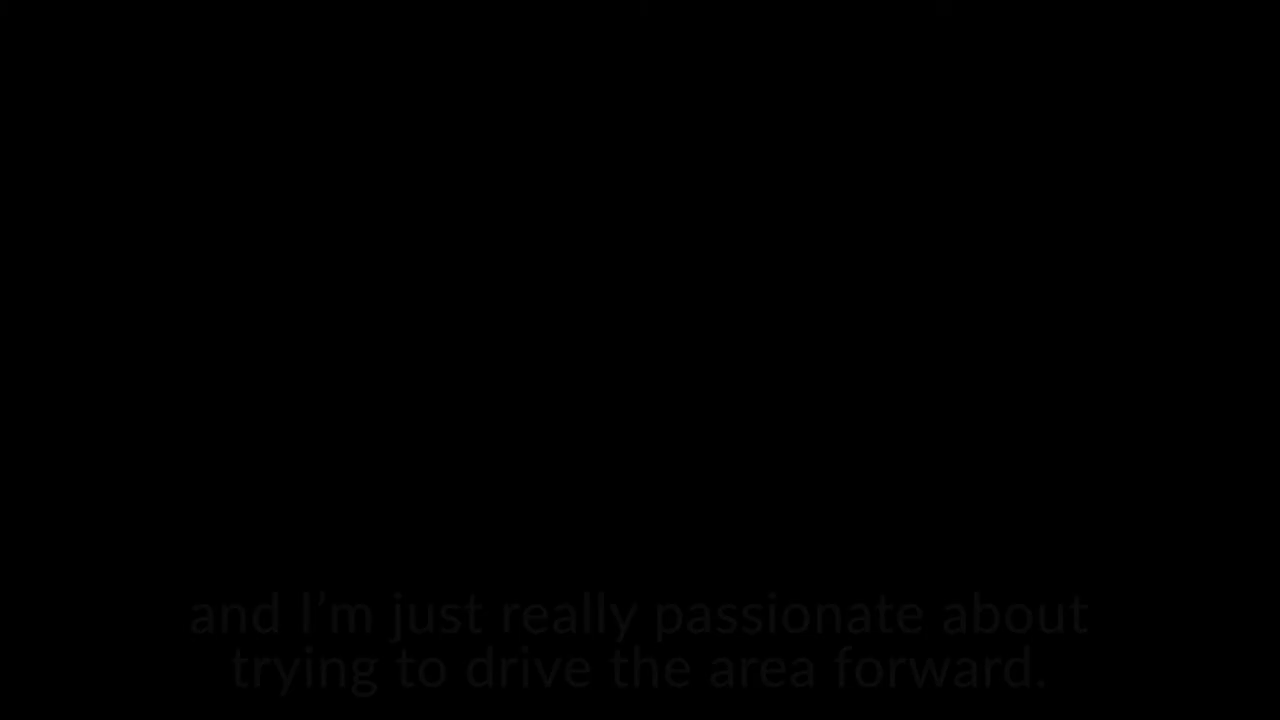 and I’m just really passionate about
trying to drive the area forward.